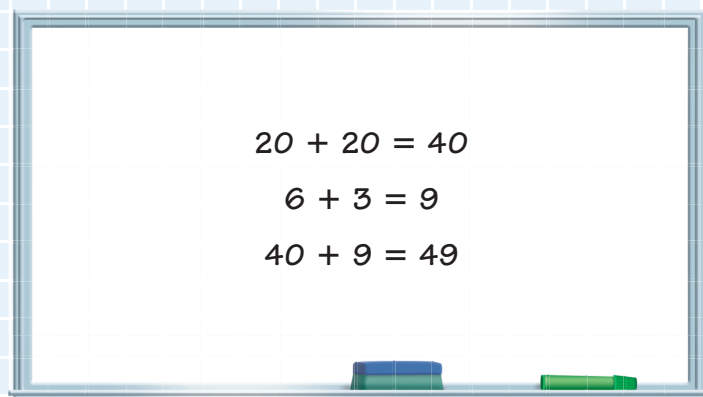 20 + 20 = 40
6 + 3 = 9
40 + 9 = 49